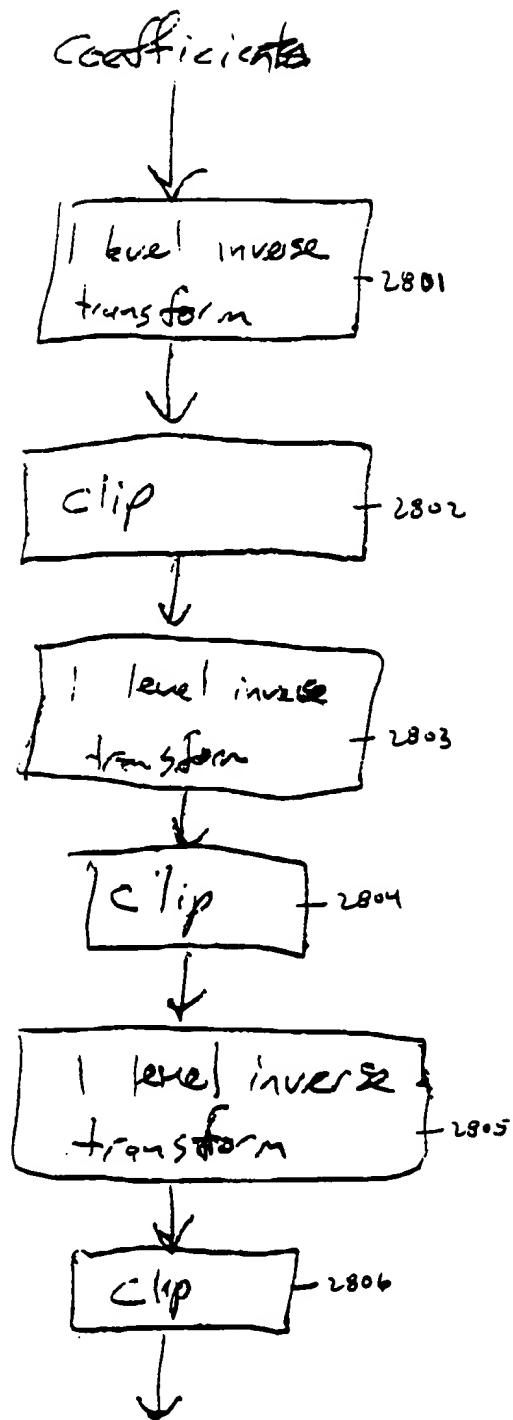 Coefficients
1 level inverse
transform
2801
clip
2802
1 level inverse
transform
2803
Clip
2804
1 level inverse
transform
2805
Clip
2806